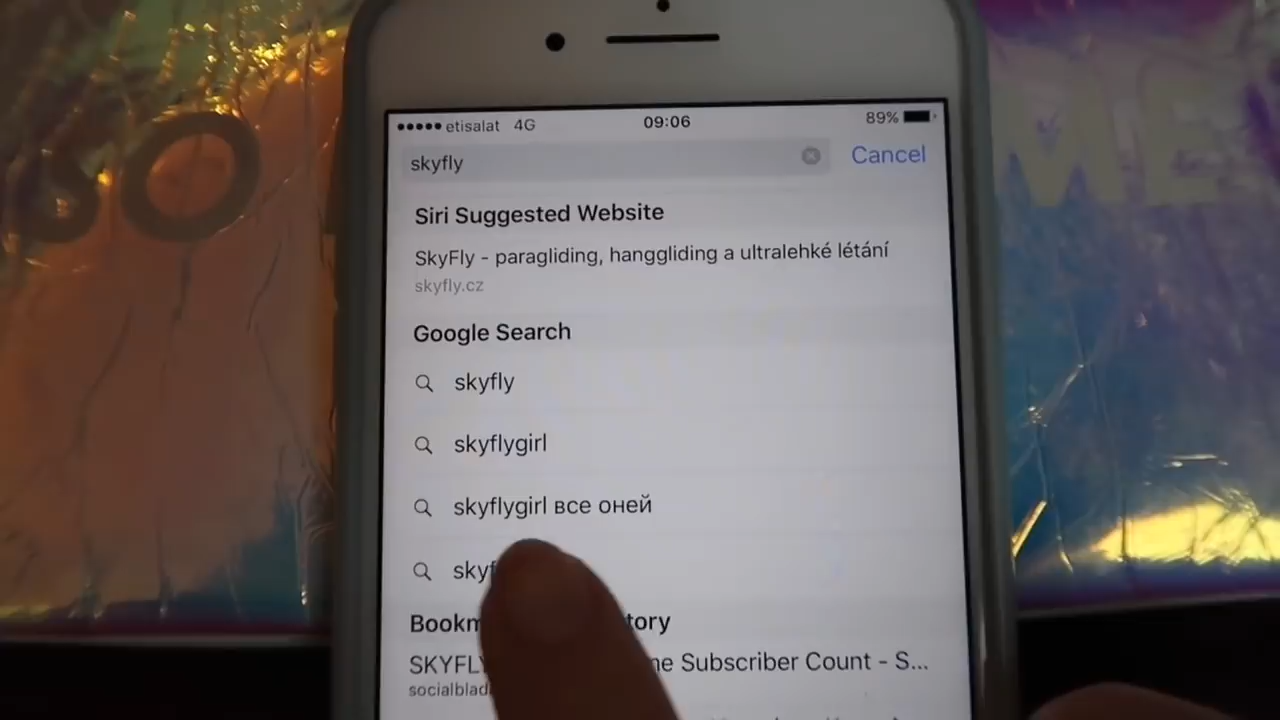 etisalat 4G 09:06 89%
skyfly Cancel
Siri Suggested Website
SkyFly - paragliding, hanggliding a ultralehké létání
skyfly.cz
Google Search
skyfly
skyflygirl
skyflygirl все оней
Subscriber Count - S...
ME